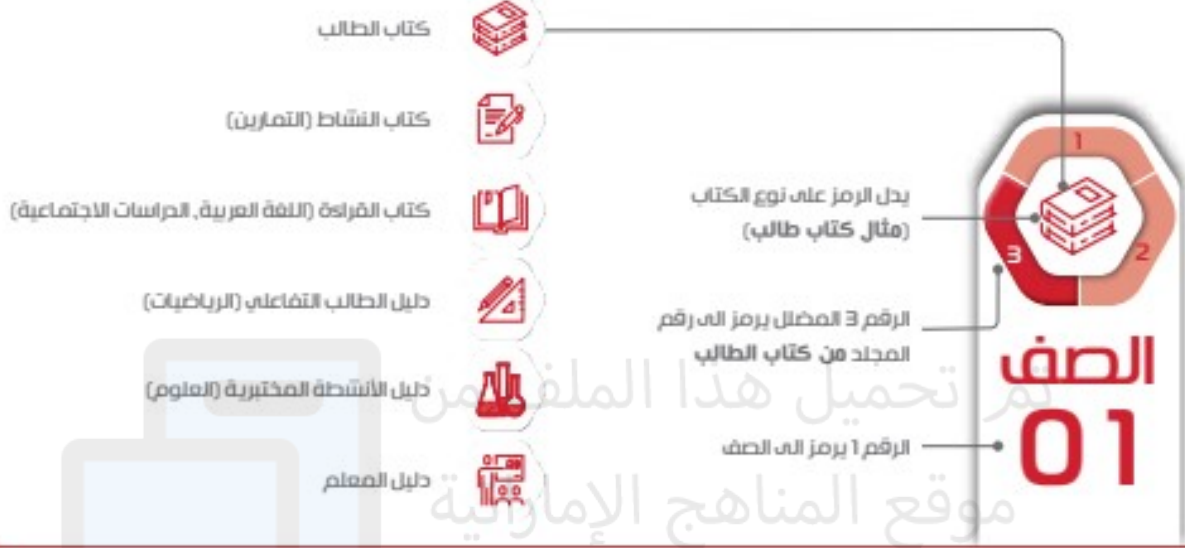 1
2
3
الصف
01
يدل الرمز على نوع الكتاب
(مثال كتاب طالب)
الرقم 3 المضلل يرمز الى رقم
المجلد من كتاب الطالب
الرقم 1 يرمز الى الصف
كتاب الطالب
كتاب النشاط (التمارين)
كتاب القراءة (اللغة العربية, الدراسات الاجتماعية)
دليل الطالب التفاعلي (الرياضيات)
دليل الأنشطة المختبرية (العلوم)
دليل المعلم
تم تحميل هذا الملف من
موقع المناهج الإماراتية